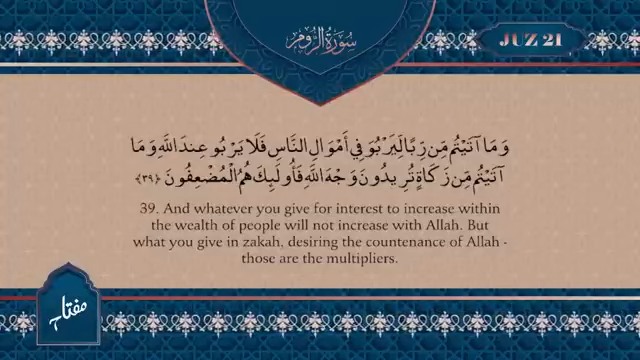 سُورَةُ الرُّومِ
JUZ 21
وَمَا آتَيْتُم مِّن رِّبًا لِّيَرْبُوَ فِي أَمْوَالِ النَّاسِ فَلَا يَرْبُو عِندَ اللَّهِ وَمَا
آتَيْتُم مِّن زَكَاةٍ تُرِيدُونَ وَجْهَ اللَّهِ فَأُولَٰئِكَ هُمُ الْمُضْعِفُونَ ﴿٣٩﴾
39. And whatever you give for interest to increase within
the wealth of people will not increase with Allah. But
what you give in zakah, desiring the countenance of Allah -
those are the multipliers.
مفتاح